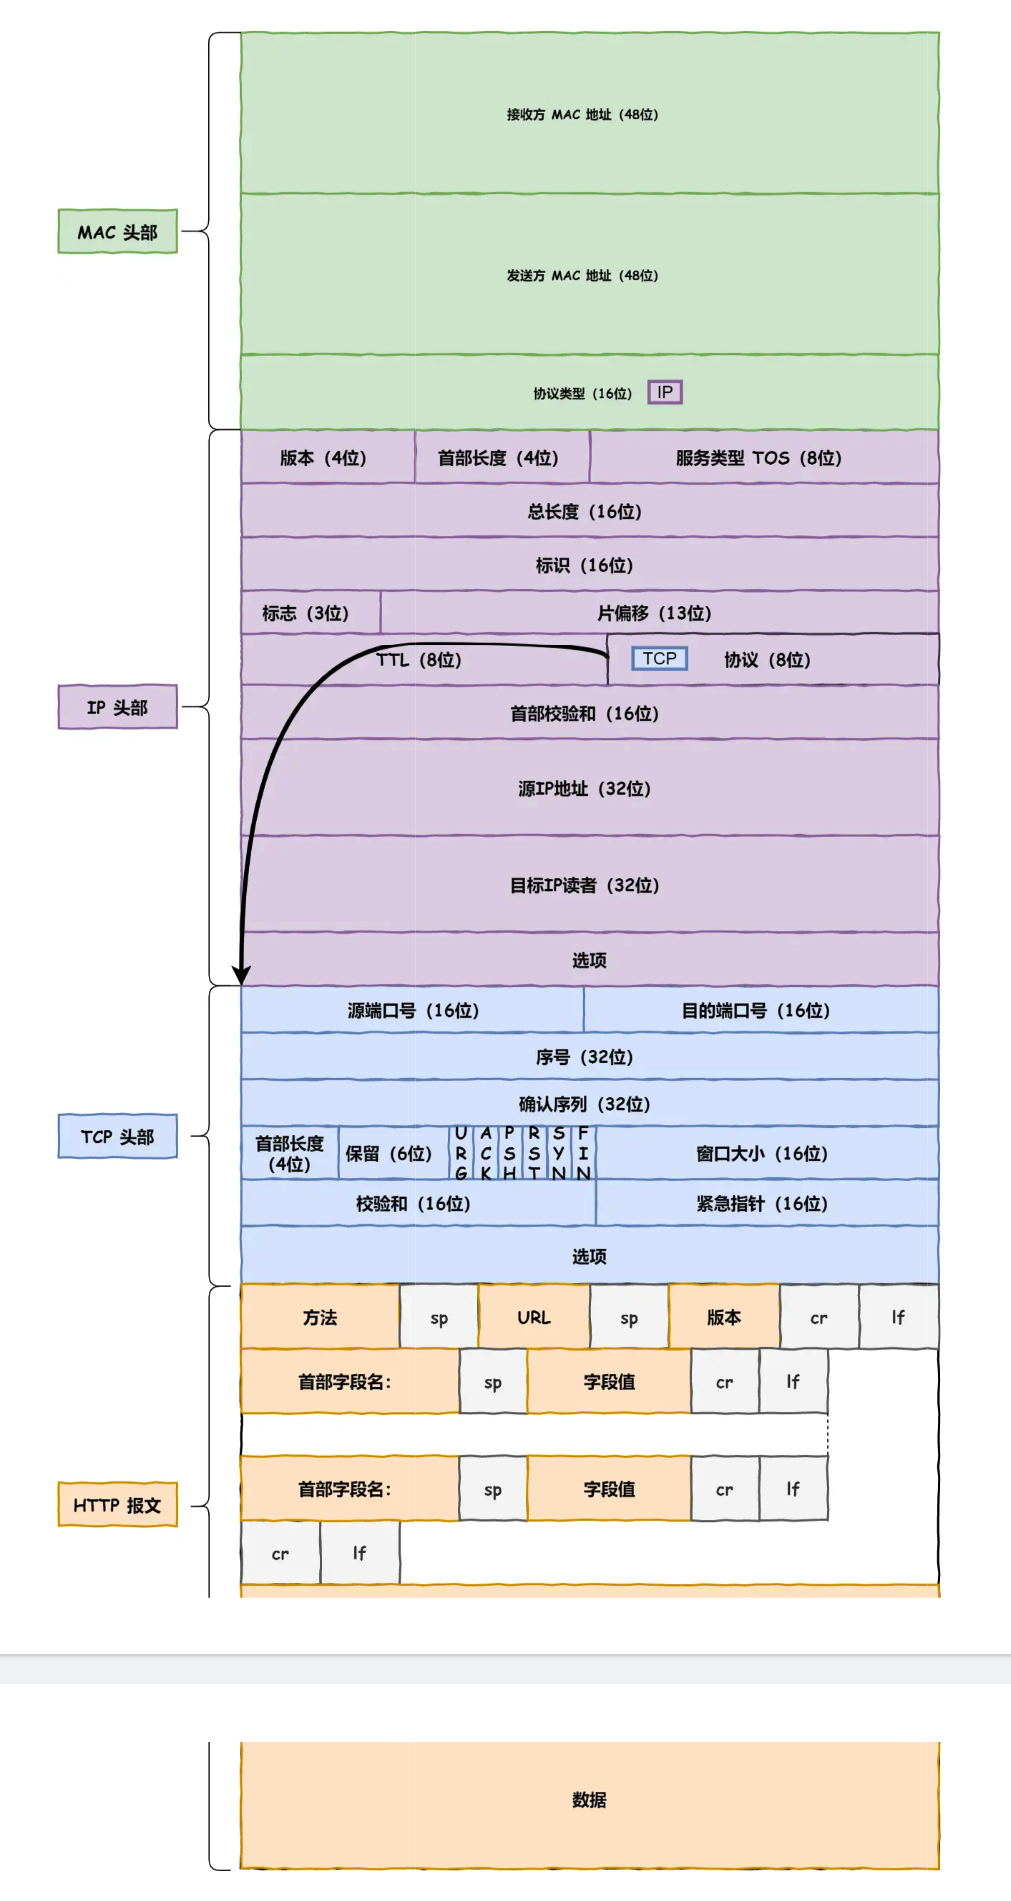 接收方 MAC 地址（48位）
MAC 头部
发送方 MAC 地址（48位）
协议类型（16位） IP
版本（4位） 首部长度（4位） 服务类型 TOS（8位）
总长度（16位）
标识（16位）
标志（3位） 片偏移（13位）
TTL（8位） TCP 协议（8位）
IP 头部
首部校验和（16位）
源IP地址（32位）
目标IP读者（32位）
选项
源端口号（16位） 目的端口号（16位）
序号（32位）
确认序列（32位）
TCP 头部
首部长度
（4位）
保留（6位）
URG
ACK
PSH
RST
SYN
FIN
窗口大小（16位）
校验和（16位） 紧急指针（16位）
选项
方法 sp URL sp 版本 cr lf
首部字段名： sp 字段值 cr lf
HTTP 报文
首部字段名： sp 字段值 cr lf
cr lf
数据